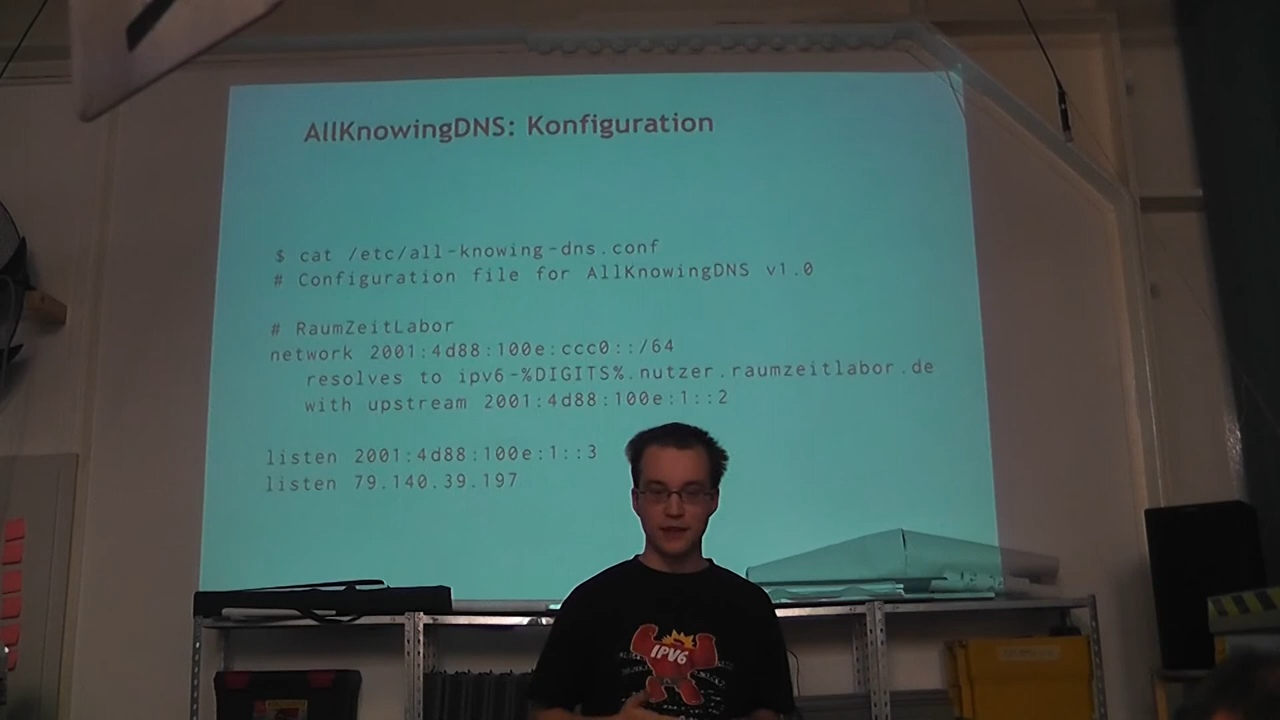 AllKnowingDNS: Konfiguration
$ cat /etc/all-knowing-dns.conf
# Configuration file for AllKnowingDNS v1.0
# RaumZeitLabor
network 2001:4d88:100e:ccc0::/64
resolves to ipv6-%DIGITS%.nutzer.raumzeitlabor.de
with upstream 2001:4d88:100e:1::2
listen 2001:4d88:100e:1::3
listen 79.140.39.197
IPV6